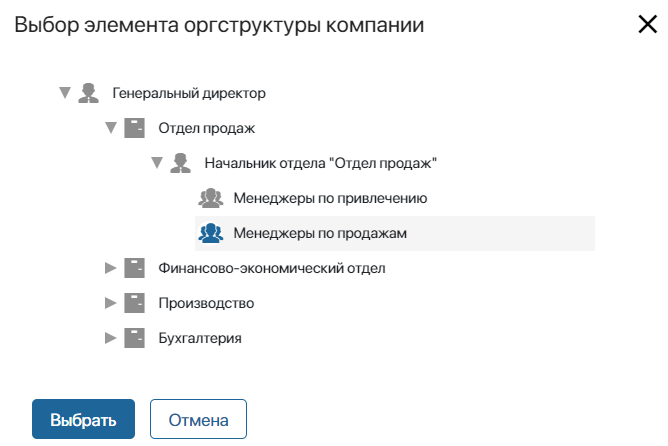 Выбор элемента оргструктуры компании
Генеральный директор
Отдел продаж
Начальник отдела "Отдел продаж"
Менеджеры по привлечению
Менеджеры по продажам
Финансово-экономический отдел
Производство
Бухгалтерия
Выбрать
Отмена